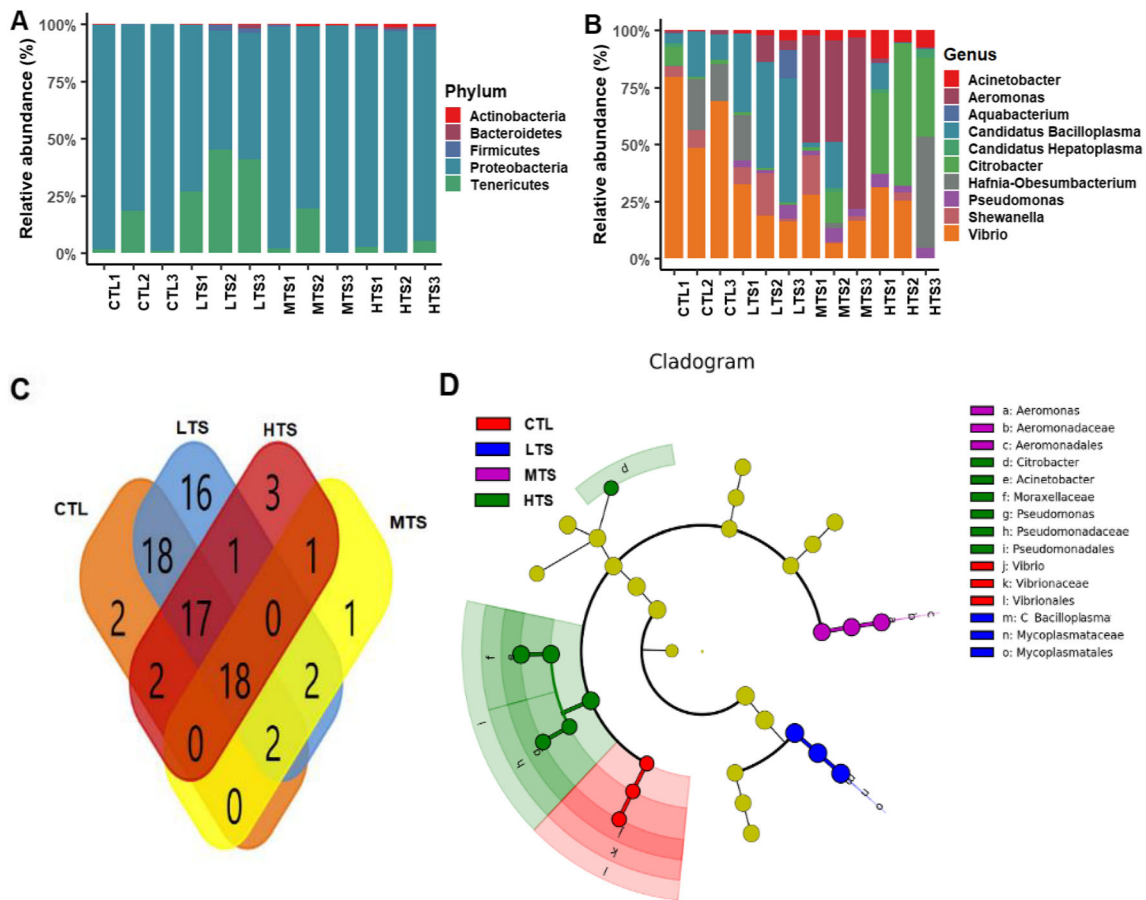 A
Relative abundance (%)
100%
75%
50%
25%
0%
CTL1
CTL2
CTL3
LTS1
LTS2
LTS3
MTS1
MTS2
MTS3
HTS1
HTS2
HTS3
Phylum
Actinobacteria
Bacteroidetes
Firmicutes
Proteobacteria
Tenericutes
B
Relative abundance (%)
100%
75%
50%
25%
0%
CTL1
CTL2
CTL3
LTS1
LTS2
LTS3
MTS1
MTS2
MTS3
HTS1
HTS2
HTS3
Genus
Acinetobacter
Aeromonas
Aquabacterium
Candidatus Bacilloplasma
Candidatus Hepatoplasma
Citrobacter
Hafnia-Obesumbacterium
Pseudomonas
Shewanella
Vibrio
C
CTL
LTS
HTS
MTS
16
3
18
1
1
2
17
0
1
2
18
2
0
2
0
D
Cladogram
CTL
LTS
MTS
HTS
d
f
i
h
g
j
k
l
b
c
n
o
a: Aeromonas
b: Aeromonadaceae
c: Aeromonadales
d: Citrobacter
e: Acinetobacter
f: Moraxellaceae
g: Pseudomonas
h: Pseudomonadaceae
i: Pseudomonadales
j: Vibrio
k: Vibrionaceae
l: Vibrionales
m: C Bacilloplasma
n: Mycoplasmataceae
o: Mycoplasmatales